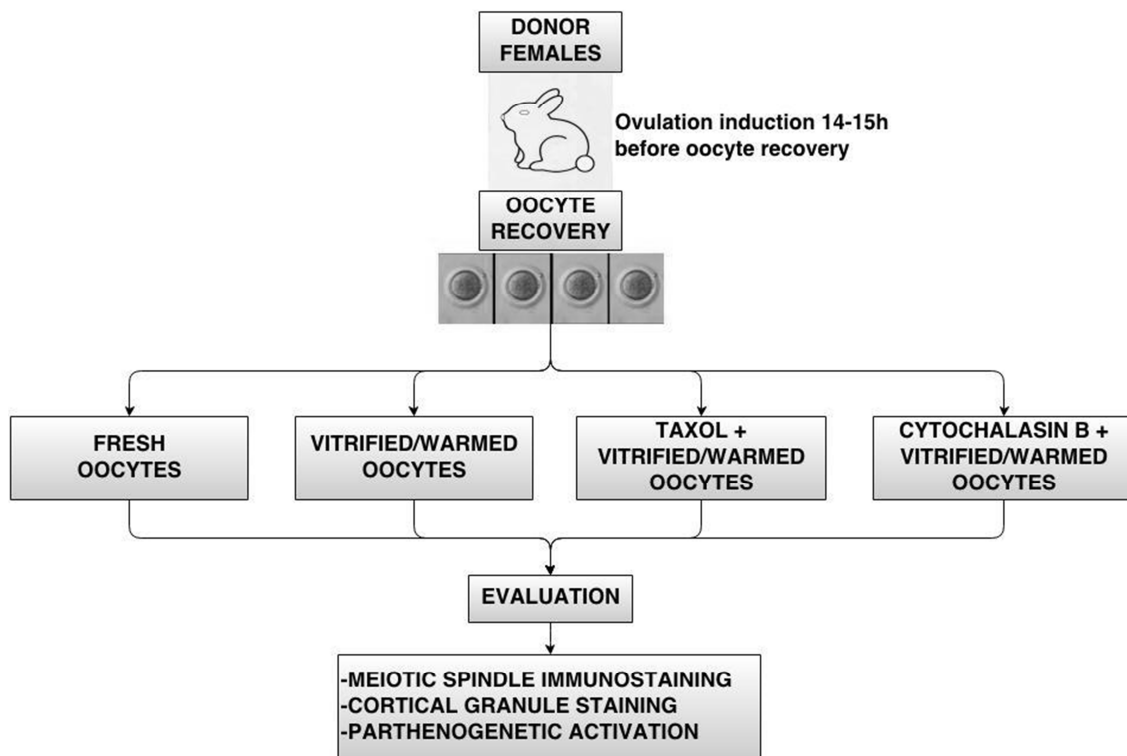 DONOR
FEMALES
Ovulation induction 14-15h
before oocyte recovery
OOCYTE
RECOVERY
FRESH
OOCYTES
VITRIFIED/WARMED
OOCYTES
TAXOL +
VITRIFIED/WARMED
OOCYTES
CYTOCHALASIN B +
VITRIFIED/WARMED
OOCYTES
EVALUATION
-MEIOTIC SPINDLE IMMUNOSTAINING
-CORTICAL GRANULE STAINING
-PARTHENOGENETIC ACTIVATION